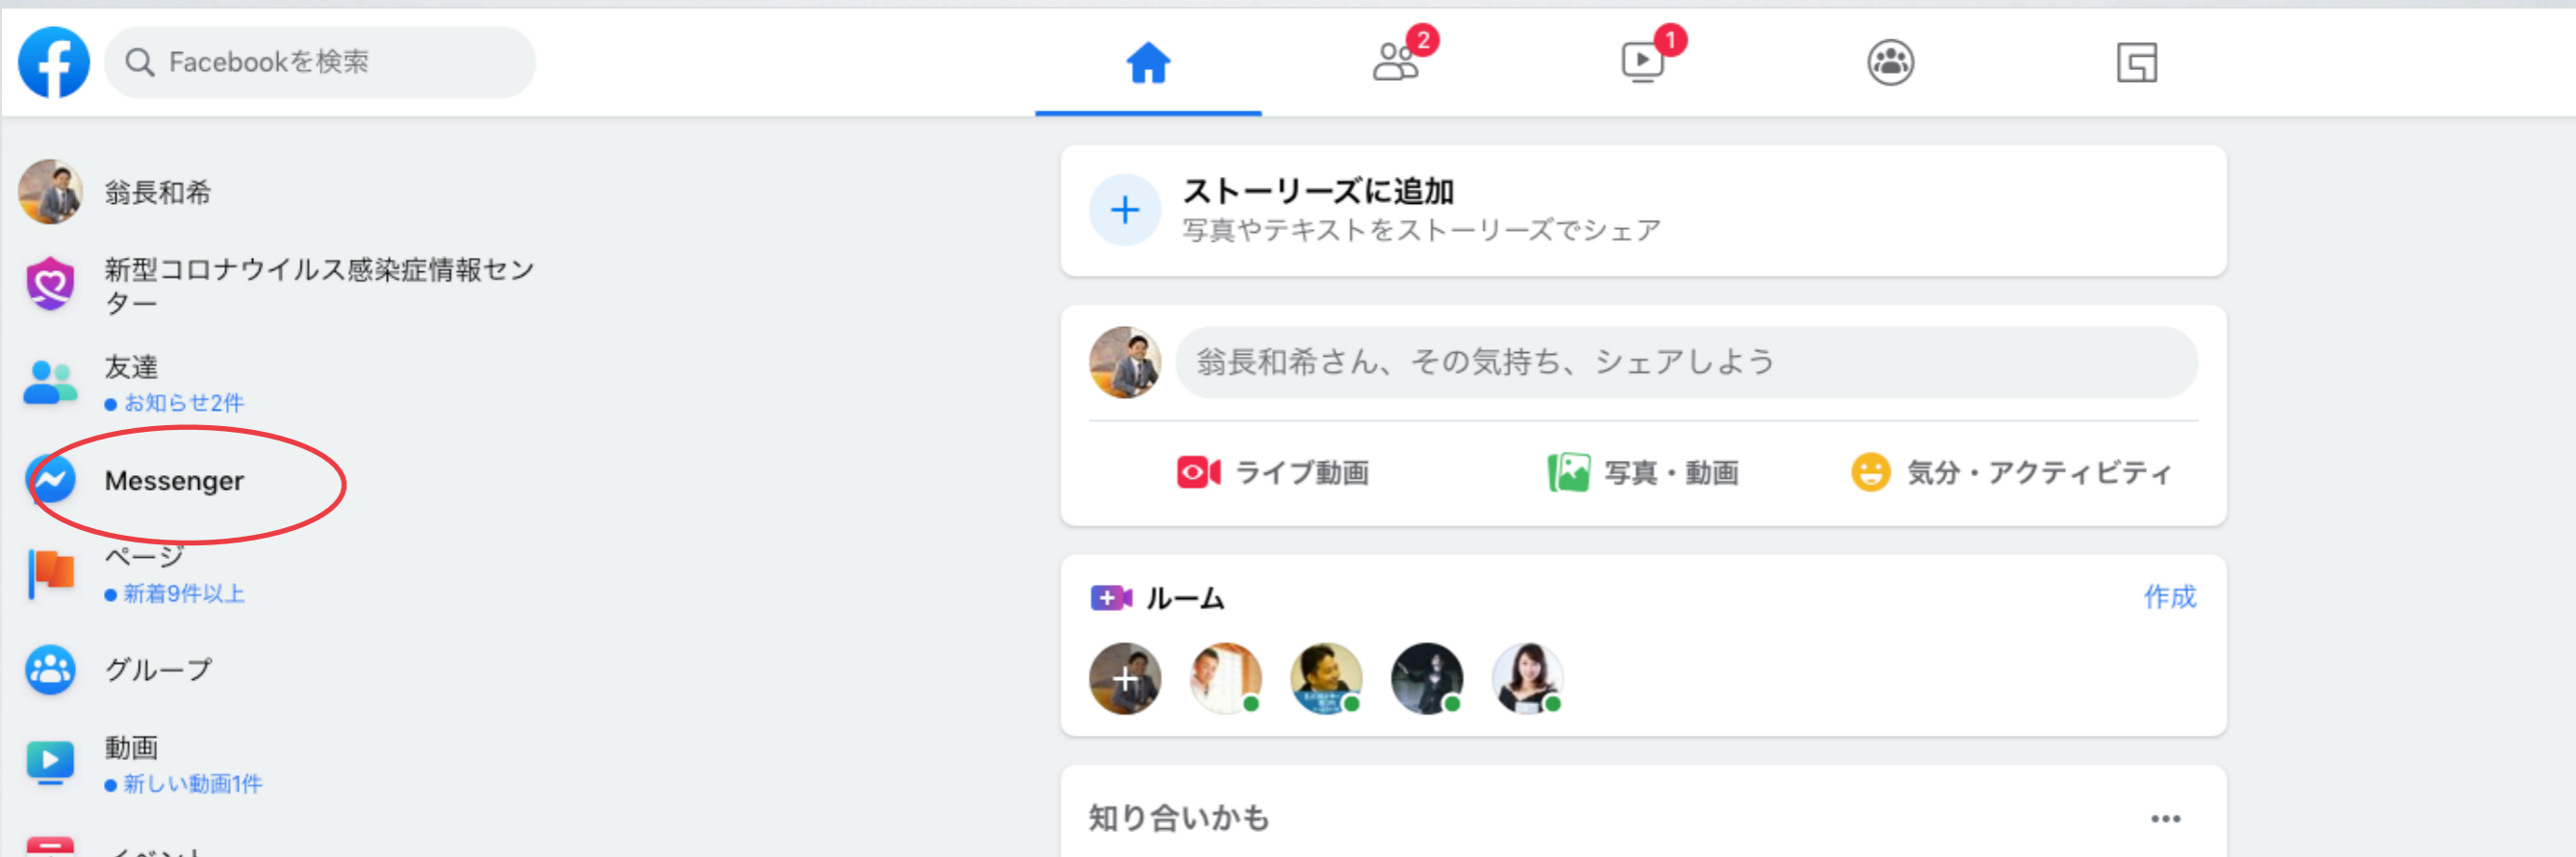 Facebookを検索
2
1
翁長和希
新型コロナウイルス感染症情報セン
ター
友達
お知らせ2件
Messenger
ページ
新着9件以上
グループ
動画
新しい動画1件
イベント
ストーリーズに追加
写真やテキストをストーリーズでシェア
翁長和希さん、その気持ち、シェアしよう
ライブ動画
写真・動画
気分・アクティビティ
ルーム
作成
知り合いかも